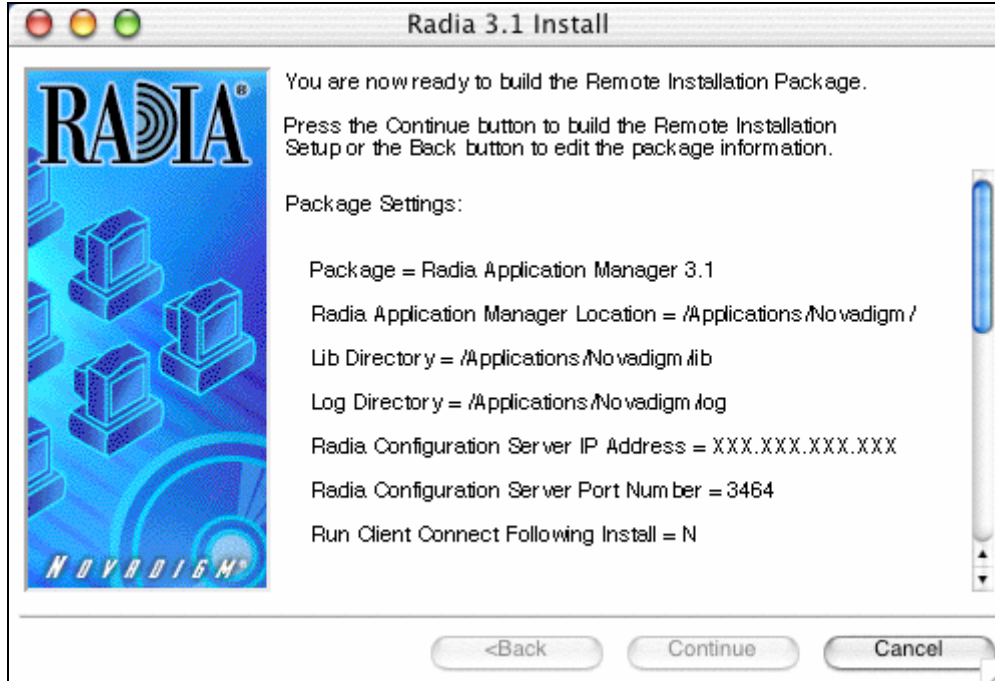 Radia 3.1 Install
RADIA®
You are now ready to build the Remote Installation Package.
Press the Continue button to build the Remote Installation
Setup or the Back button to edit the package information.
Package Settings:
Package = Radia Application Manager 3.1
Radia Application Manager Location = /Applications/Novadigm/
Lib Directory = /Applications/Novadigm/lib
Log Directory = /Applications/Novadigm/log
Radia Configuration Server IP Address = XXX.XXX.XXX.XXX
Radia Configuration Server Port Number = 3464
Run Client Connect Following Install = N
NOVADIGM®
<Back
Continue
Cancel